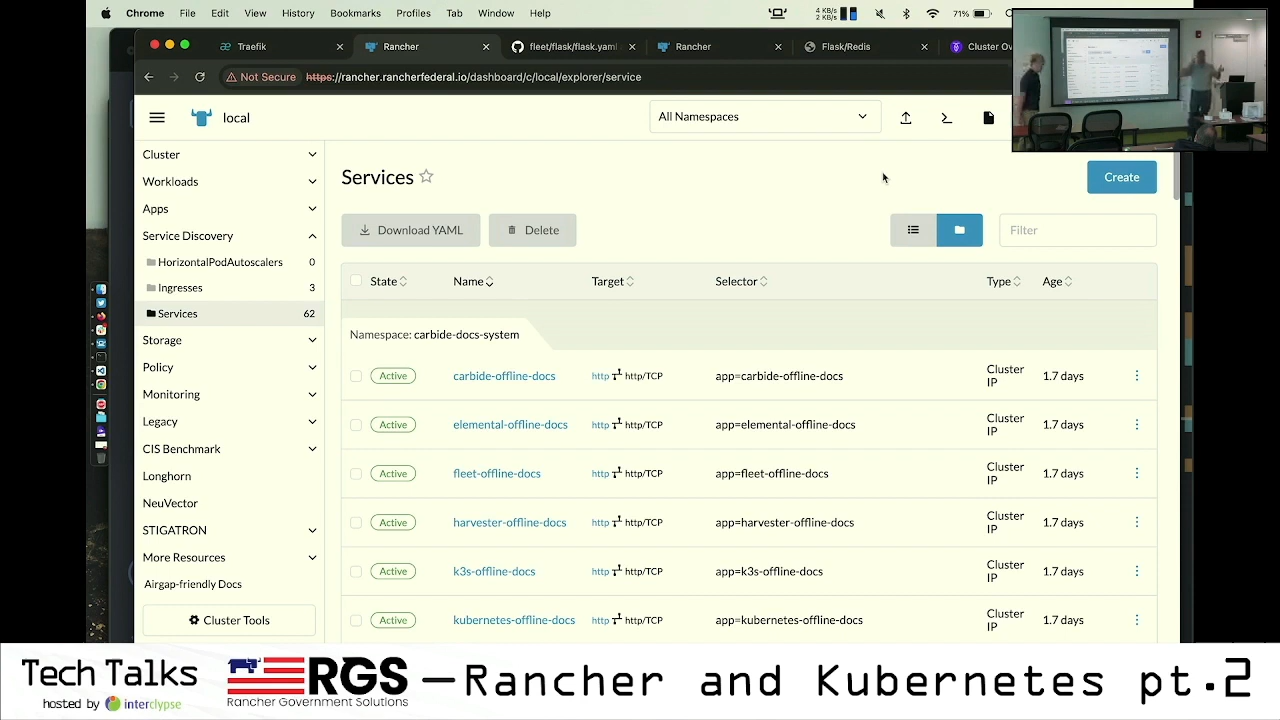 Chrome File Edit View History Bookmarks Profiles Tab Window Help
4 KB/s
2 KB/s
71%
Not Secure https://rancher.rancherfederal.io/dashboard/c/local/explorer/service
local
All Namespaces
Cluster
Workloads
Apps
Service Discovery
HorizontalPodAutoscalers 0
Ingresses 3
Services 62
Storage
Policy
Monitoring
Legacy
CIS Benchmark
Longhorn
NeuVector
STIGATRON
More Resources
Airgap-friendly Docs
Cluster Tools
Services
Create
Download YAML
Delete
Filter
State Name Target Selector Type Age
Namespace: carbide-docs-system
Active carbide-offline-docs http http/TCP app=carbide-offline-docs Cluster IP 1.7 days
Active elemental-offline-docs http http/TCP app=elemental-offline-docs Cluster IP 1.7 days
Active fleet-offline-docs http http/TCP app=fleet-offline-docs Cluster IP 1.7 days
Active harvester-offline-docs http http/TCP app=harvester-offline-docs Cluster IP 1.7 days
Active k3s-offline-docs http http/TCP app=k3s-offline-docs Cluster IP 1.7 days
Active kubernetes-offline-docs http http/TCP app=kubernetes-offline-docs Cluster IP 1.7 days
Tech Talks
hosted by interclypse
RGS
Rancher Government Solutions
—Rancher and Kubernetes pt.2